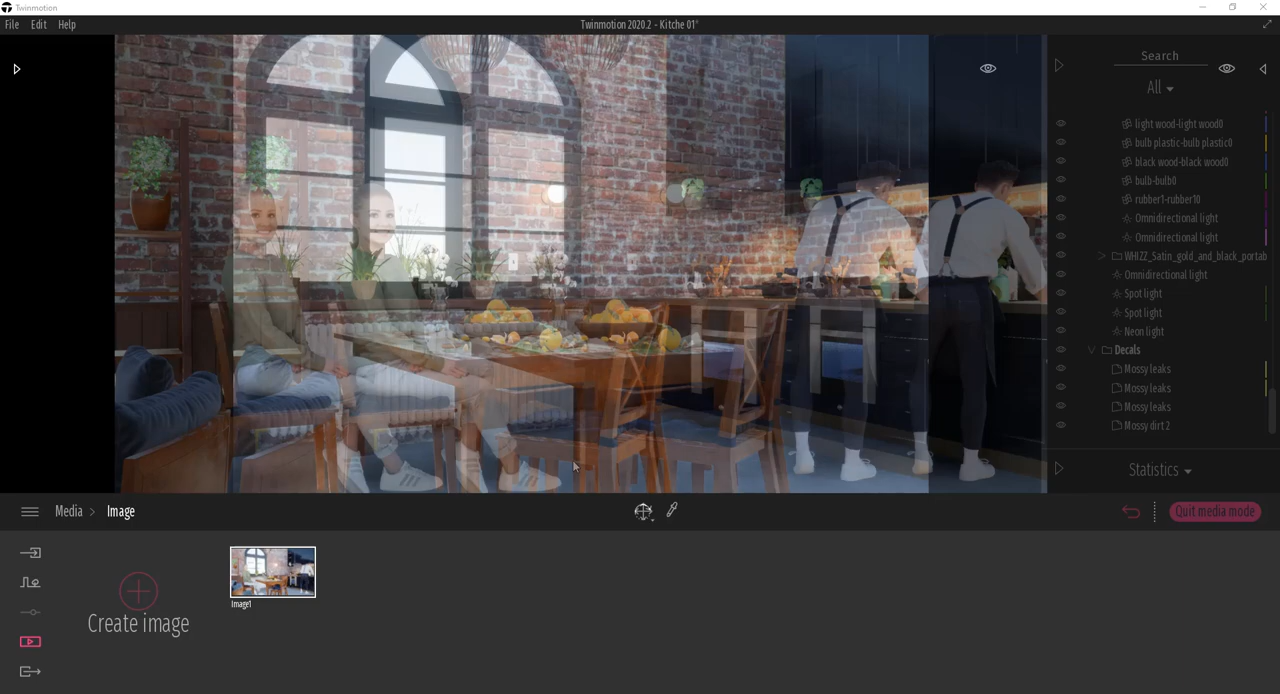 Twinmotion
File Edit Help
Twinmotion 2020.2 - Kitche 01*
Search
All
light wood-light wood0
bulb plastic-bulb plastic0
black wood-black wood0
bulb-bulb0
rubber1-rubber10
Omnidirectional light
Omnidirectional light
WHIZZ_Satin_gold_and_black_portab
Omnidirectional light
Spot light
Spot light
Neon light
Decals
Mossy leaks
Mossy leaks
Mossy leaks
Mossy dirt 2
Statistics
Media > Image
Quit media mode
Create image
Image1